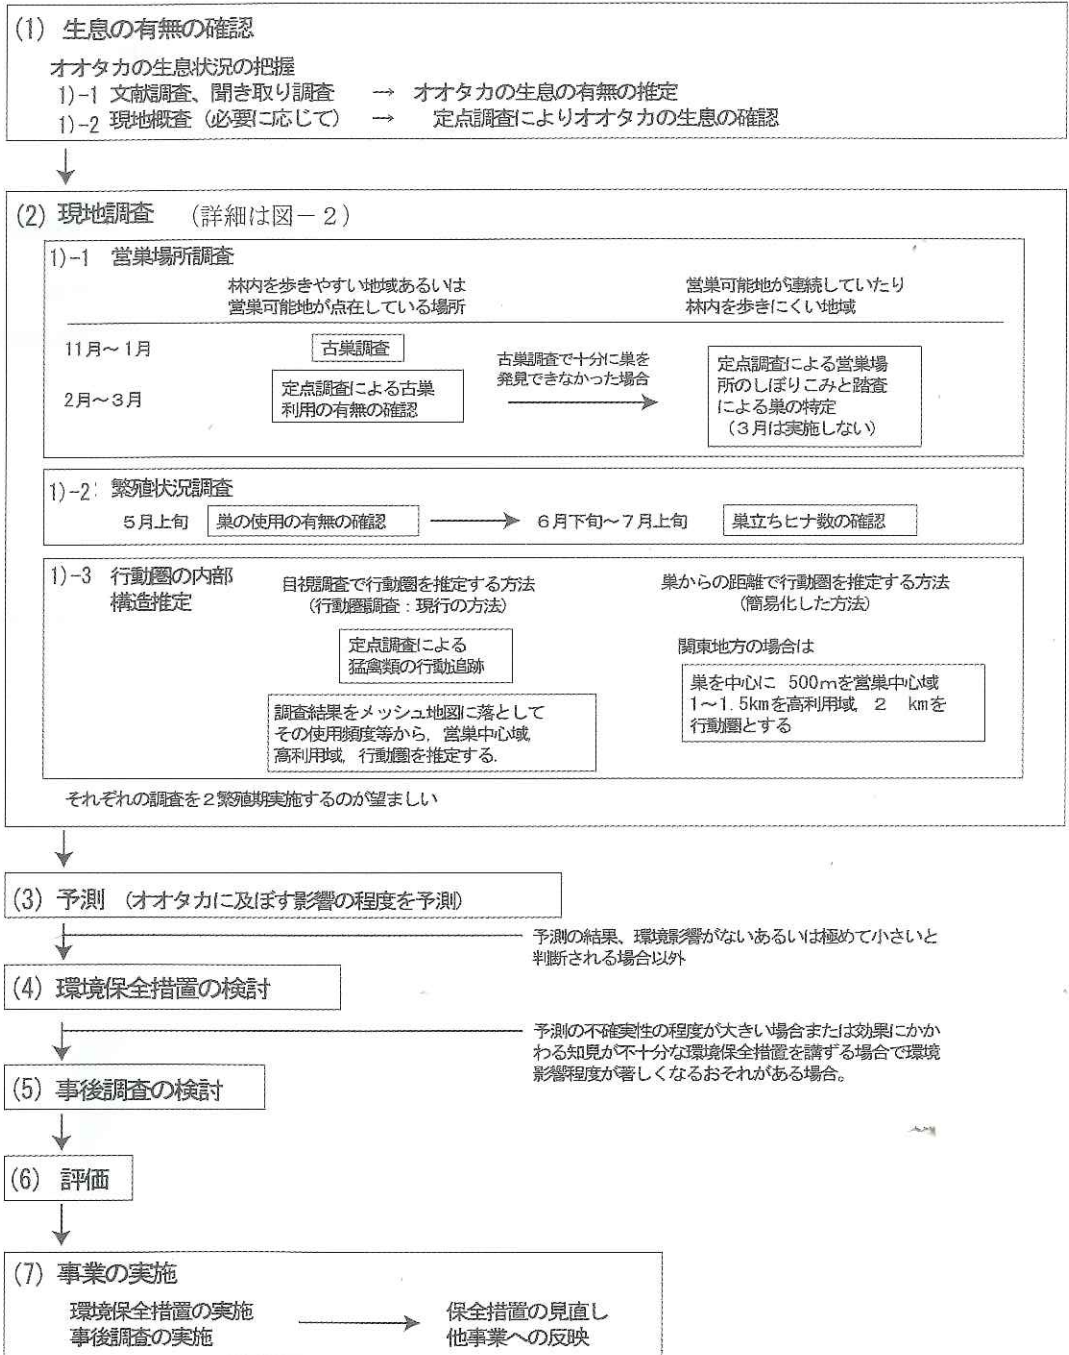 (1) 生息の有無の確認
オオタカの生息状況の把握
1)-1 文献調査、聞き取り調査 → オオタカの生息の有無の推定
1)-2 現地概査（必要に応じて） → 定点調査によりオオタカの生息の確認
(2) 現地調査 （詳細は図－２）
1)-1 営巣場所調査
林内を歩きやすい地域あるいは
営巣可能地が点在している場所
営巣可能地が連続していたり
林内を歩きにくい地域
11月～1月
古巣調査
2月～3月
定点調査による古巣
利用の有無の確認
古巣調査で十分に巣を
発見できなかった場合
定点調査による営巣場
所のしぼりこみと踏査
による巣の特定
（３月は実施しない）
1)-2: 繁殖状況調査
5月上旬 巣の使用の有無の確認 6月下旬～7月上旬 巣立ちヒナ数の確認
1)-3 行動圏の内部
構造推定
目視調査で行動圏を推定する方法
（行動圏調査：現行の方法）
定点調査による
猛禽類の行動追跡
調査結果をメッシュ地図に落として
その使用頻度等から, 営巣中心域,
高利用域, 行動圏を推定する.
巣からの距離で行動圏を推定する方法
（簡易化した方法）
関東地方の場合は
巣を中心に 500ｍを営巣中心域
1～1.5kmを高利用域, ２ kmを
行動圏とする
それぞれの調査を２繁殖期実施するのが望ましい
(3) 予測 （オオタカに及ぼす影響の程度を予測）
予測の結果、環境影響がないあるいは極めて小さいと
判断される場合以外
(4) 環境保全措置の検討
予測の不確実性の程度が大きい場合または効果にかか
わる知見が不十分な環境保全措置を講ずる場合で環境
影響程度が著しくなるおそれがある場合。
(5) 事後調査の検討
(6) 評価
(7) 事業の実施
環境保全措置の実施
事後調査の実施
保全措置の見直し
他事業への反映